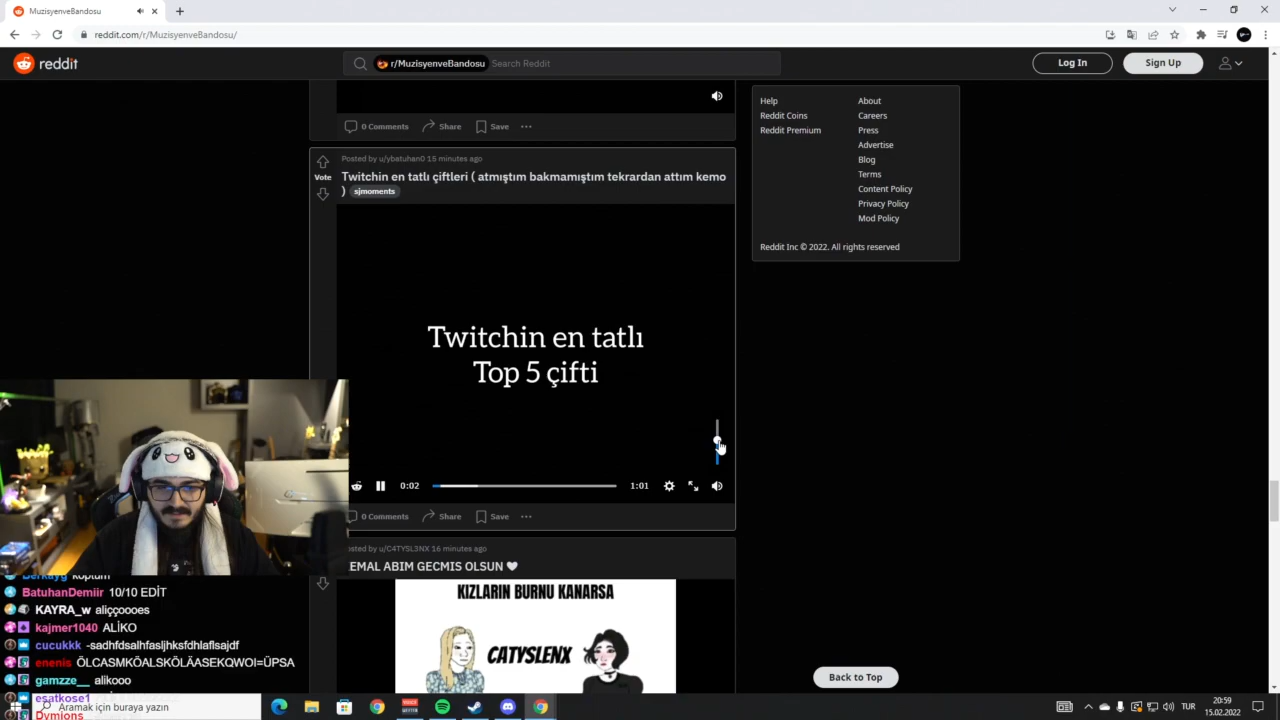 MuzisyenveBandosu
reddit.com/r/MuzisyenveBandosu/
reddit
r/MuzisyenveBandosu Search Reddit
Log In
Sign Up
0 Comments Share Save
Help
Reddit Coins
Reddit Premium
About
Careers
Press
Advertise
Blog
Terms
Content Policy
Privacy Policy
Mod Policy
Reddit Inc © 2022. All rights reserved
Posted by u/ybatuhan0 15 minutes ago
Vote
Twitchin en tatlı çiftleri ( atmıştım bakmamıştım tekrardan attım kemo
) sjmoments
Twitchin en tatlı
Top 5 çifti
0:02
1:01
0 Comments Share Save
u/C4TYSL3NX 16 minutes ago
ABIM GECMIS OLSUN
KIZLARIN BURNU KANARSA
CATYSLENX
Back to Top
koptum
BatuhanDemiir 10/10 EDİT
KAYRA_w aliççoooes
kajmer1040 ALİKO
cucukkk -sadhfdsalhfasljhksfdhlaflsajdf
enenis ÖLCASMKÖALSKÖLÄASEKQWOI=ÜPSA
gamzze__ alikooo
esatkose1
Dymions
Aramak için buraya yazın
TUR
20:59
15.02.2022